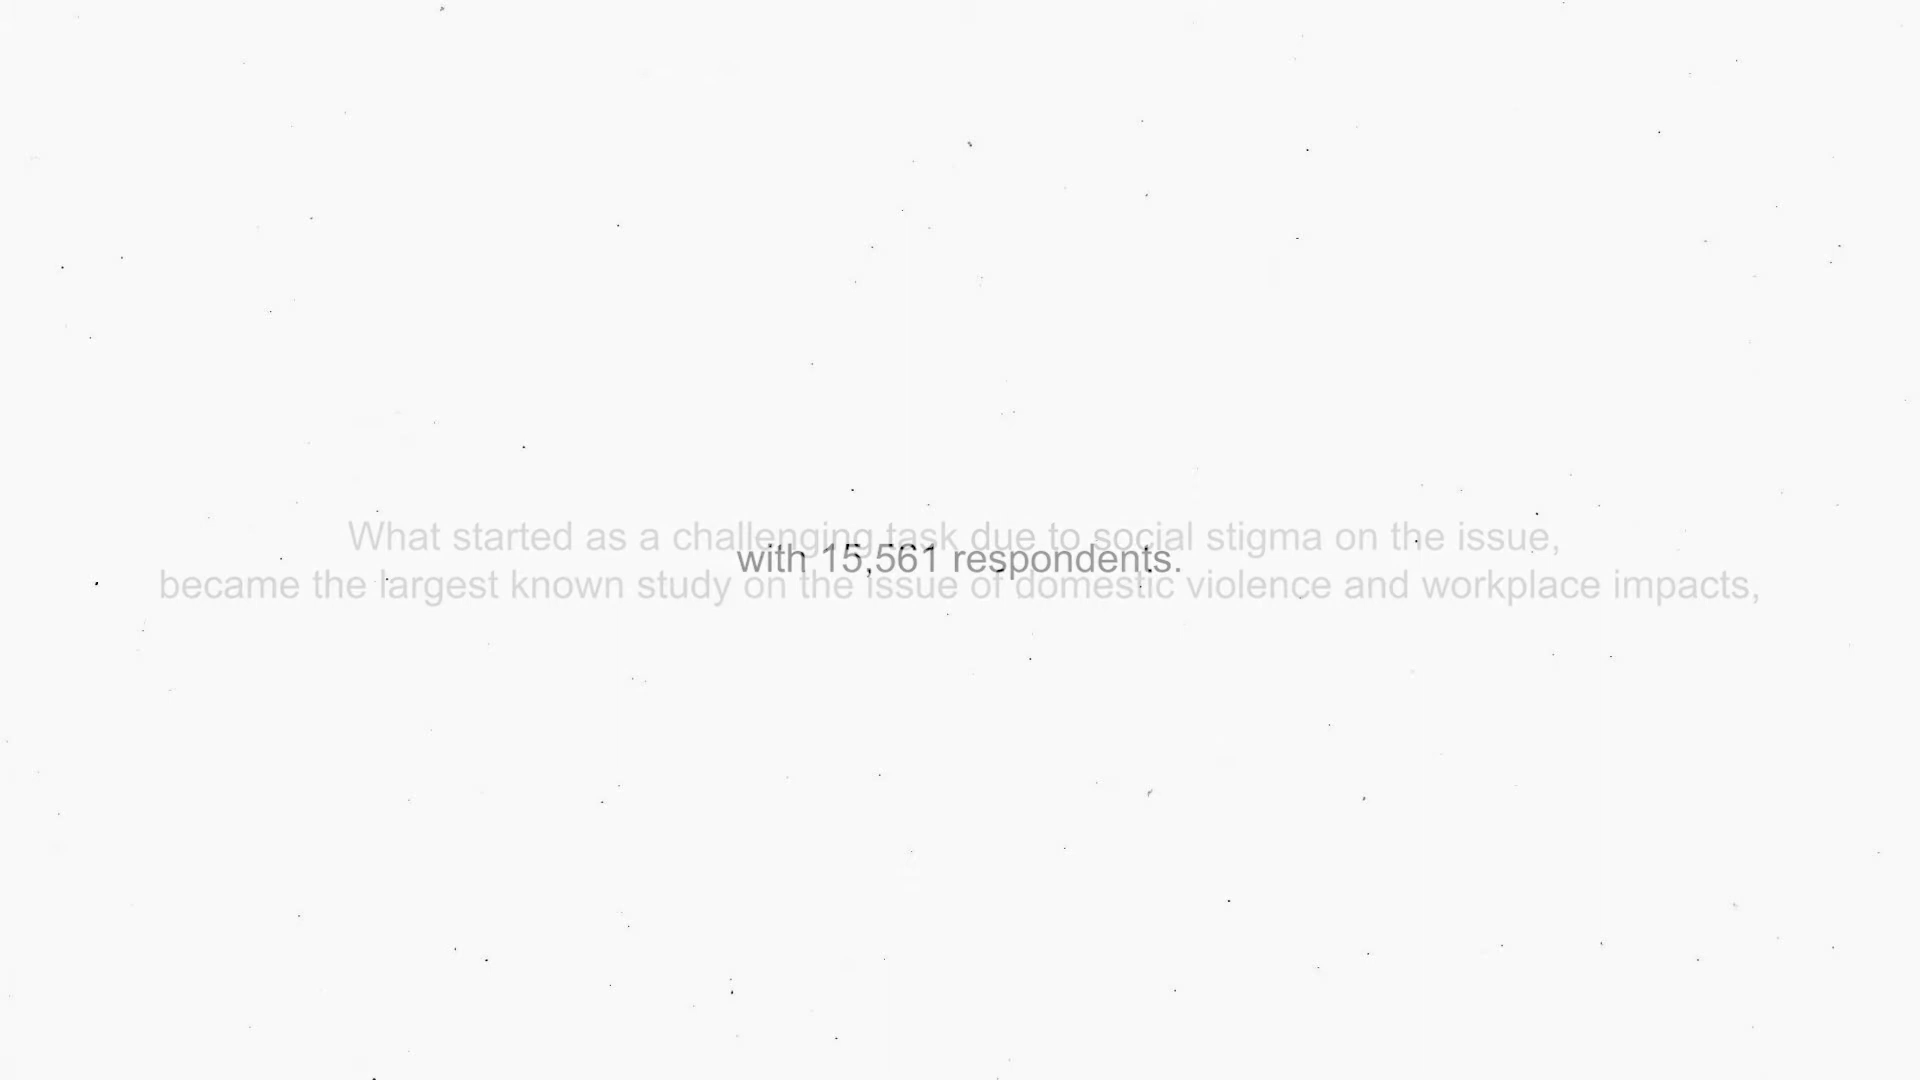 What started as a challenging task due to social stigma on the issue,
became the largest known study on the issue of domestic violence and workplace impacts,
with 15,561 respondents.